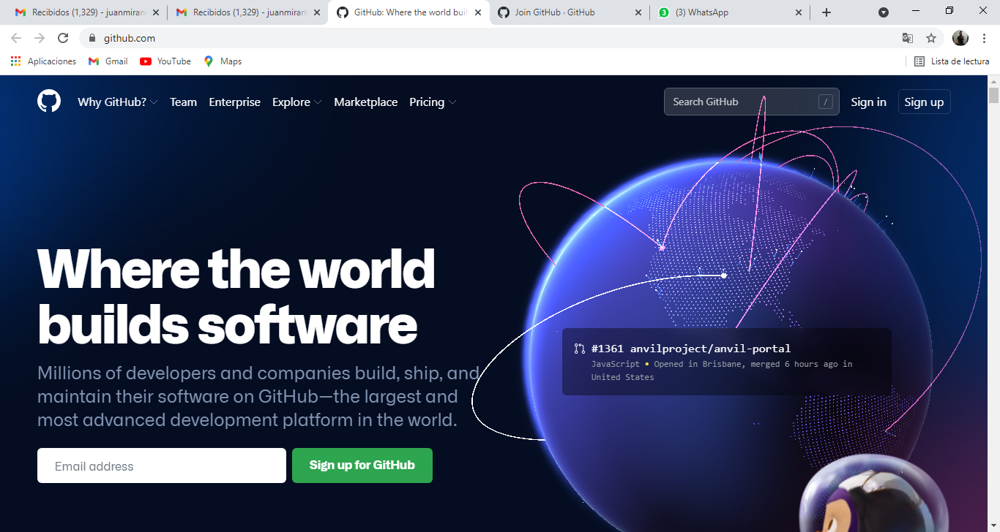 Recibidos (1,329) - juanmiran
Recibidos (1,329) - juanmiran
GitHub: Where the world buil
Join GitHub · GitHub
3
(3) WhatsApp
github.com
Aplicaciones
Gmail
YouTube
Maps
Lista de lectura
Why GitHub?
Team
Enterprise
Explore
Marketplace
Pricing
Search GitHub
/
Sign in
Sign up
Where the world
builds software
Millions of developers and companies build, ship, and
maintain their software on GitHub—the largest and
most advanced development platform in the world.
Email address
Sign up for GitHub
#1361 anvilproject/anvil-portal
JavaScript • Opened in Brisbane, merged 6 hours ago in
United States